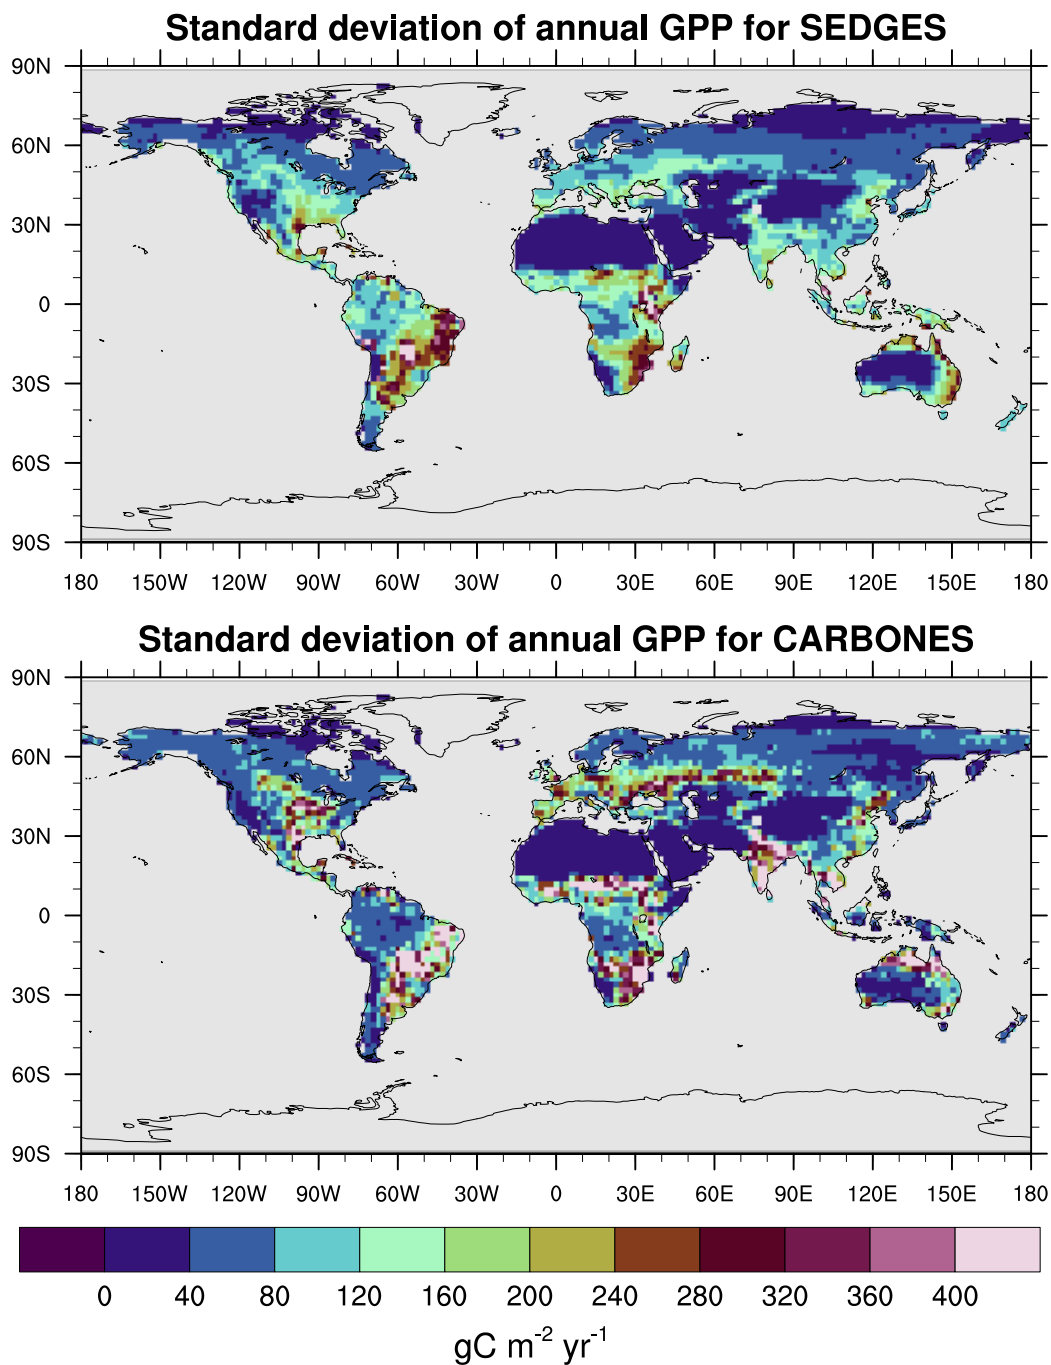 Standard deviation of annual GPP for SEDGES
90N
60N
30N
0
30S
60S
90S
180 150W 120W 90W 60W 30W 0 30E 60E 90E 120E 150E 180
Standard deviation of annual GPP for CARBONES
90N
60N
30N
0
30S
60S
90S
180 150W 120W 90W 60W 30W 0 30E 60E 90E 120E 150E 180
0 40 80 120 160 200 240 280 320 360 400
gC m⁻² yr⁻¹